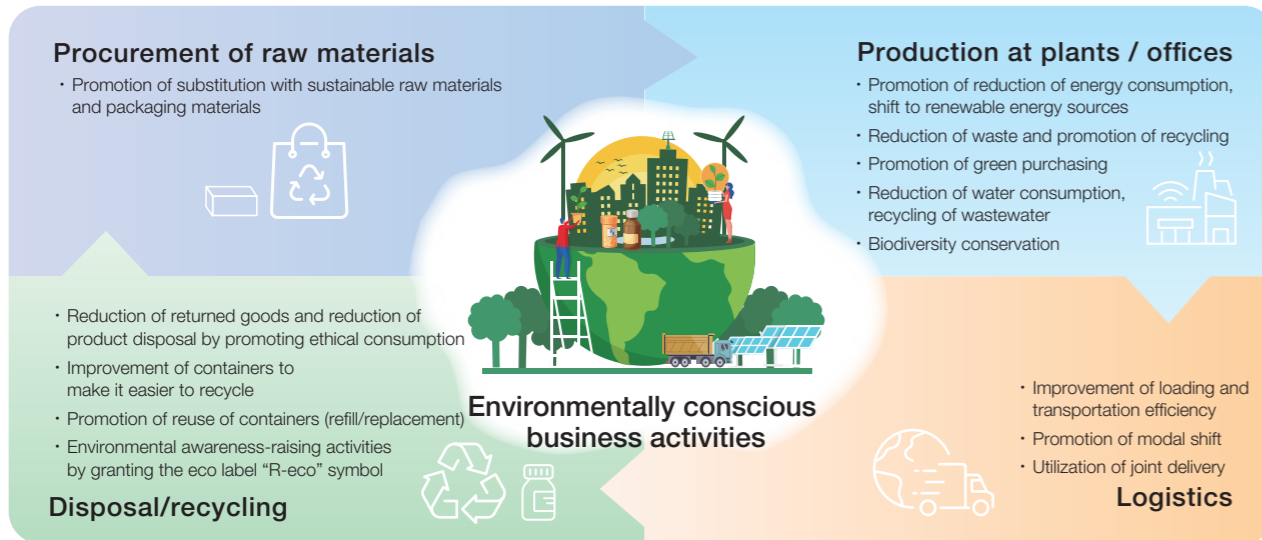 Procurement of raw materials
・Promotion of substitution with sustainable raw materials
and packaging materials
Production at plants / offices
・Promotion of reduction of energy consumption,
shift to renewable energy sources
・Reduction of waste and promotion of recycling
・Promotion of green purchasing
・Reduction of water consumption,
recycling of wastewater
・Biodiversity conservation
・Reduction of returned goods and reduction of
product disposal by promoting ethical consumption
・Improvement of containers to
make it easier to recycle
・Promotion of reuse of containers (refill/replacement)
・Environmental awareness-raising activities
by granting the eco label “R-eco” symbol
Disposal/recycling
Environmentally conscious
business activities
・Improvement of loading and
transportation efficiency
・Promotion of modal shift
・Utilization of joint delivery
Logistics